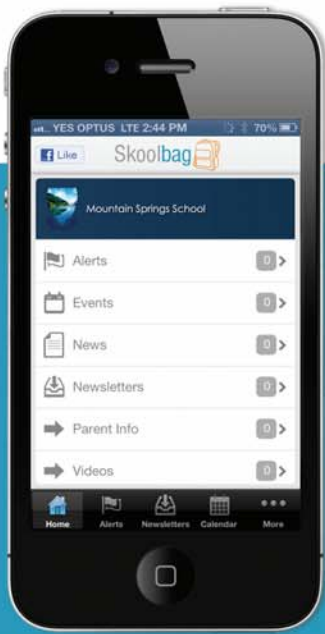 YES OPTUS LTE 2:44 PM 70%
Like Skoolbag
Mountain Springs School
Alerts 0
Events 0
News 0
Newsletters 0
Parent Info 0
Videos 0
Home Alerts Newsletters Calendar More